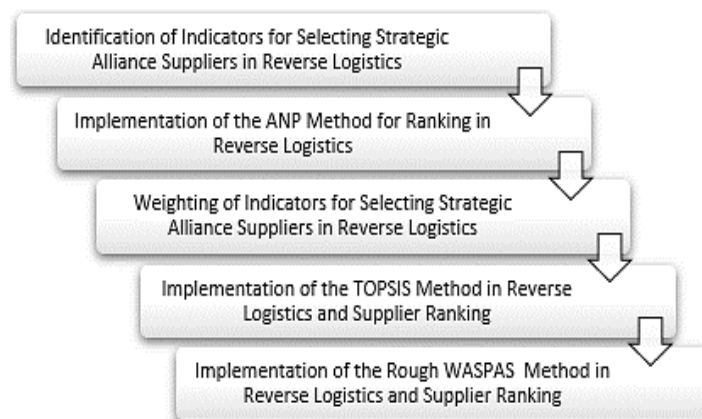 Identification of Indicators for Selecting Strategic
Alliance Suppliers in Reverse Logistics
Implementation of the ANP Method for Ranking in
Reverse Logistics
Weighting of Indicators for Selecting Strategic
Alliance Suppliers in Reverse Logistics
Implementation of the TOPSIS Method in Reverse
Logistics and Supplier Ranking
Implementation of the Rough WASPAS Method in
Reverse Logistics and Supplier Ranking